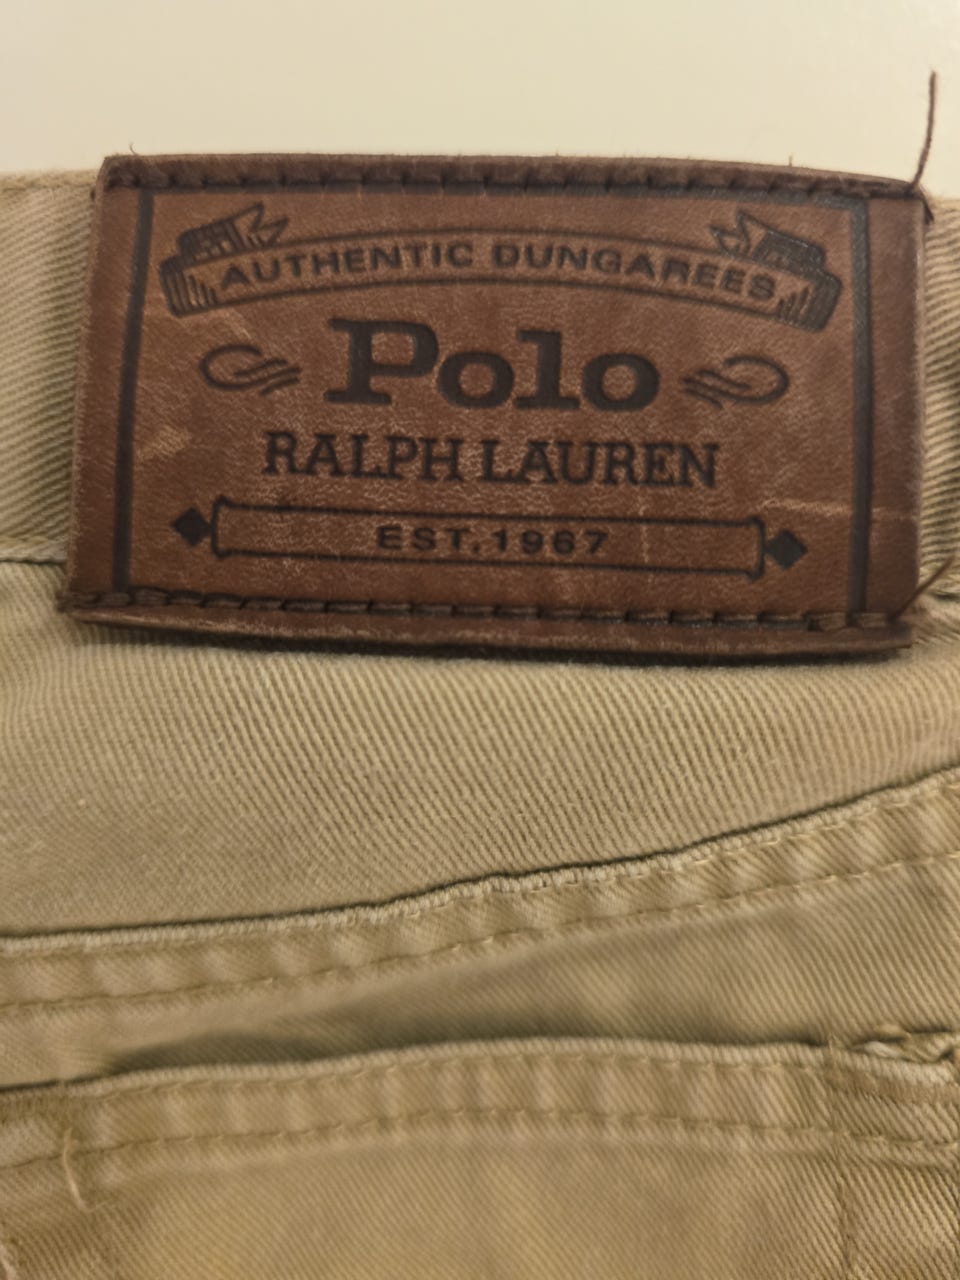 AUTHENTIC DUNGAREES
Polo
RALPH LAUREN
EST. 1967